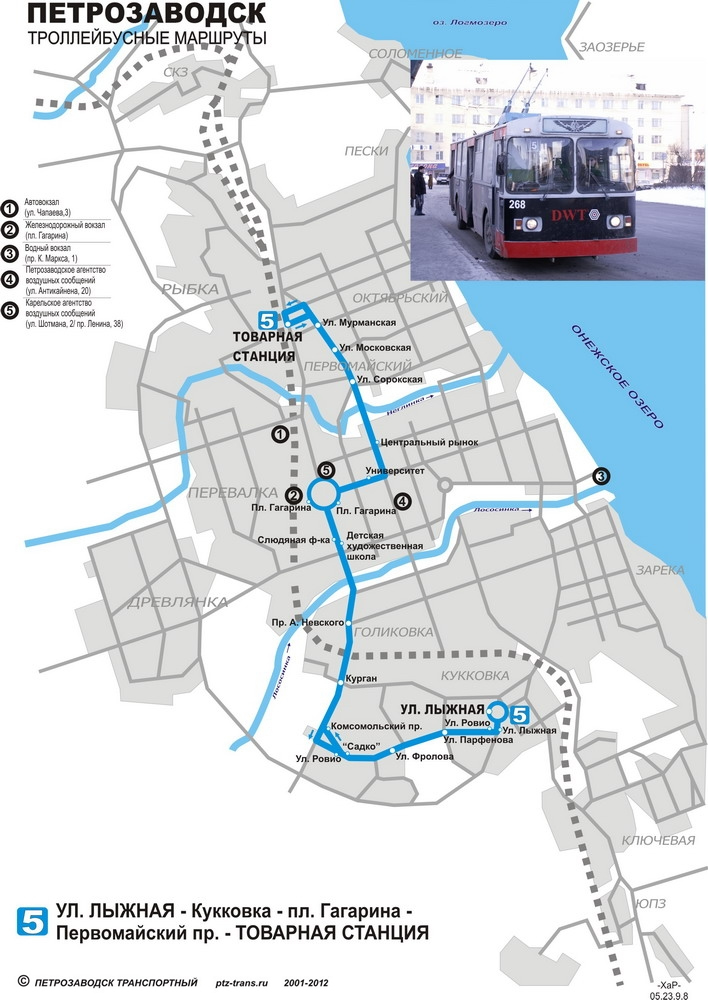 ПЕТРОЗАВОДСК
ТРОЛЛЕЙБУСНЫЕ МАРШРУТЫ
оз. Логмозеро
ЗАОЗЕРЬЕ
СОЛОМЕННОЕ
СКЗ
ПЕСКИ
5
268
DWT
1 Автовокзал
(ул. Чапаева,3)
2 Железнодорожный вокзал
(пл. Гагарина)
3 Водный вокзал
(пр. К. Маркса, 1)
4 Петрозаводское агентство
воздушных сообщений
(ул. Антикайнена, 20)
5 Карельское агентство
воздушных сообщений
(ул. Шотмана, 2/ пр. Ленина, 38)
РЫБКА
ОКТЯБРЬСКИЙ
5
ТОВАРНАЯ
СТАНЦИЯ
Ул. Мурманская
Ул. Московская
ПЕРВОМАЙСКИЙ
Ул. Сорокская
ОНЕЖСКОЕ ОЗЕРО
Неглинка
1
Центральный рынок
5
Университет
3
ПЕРЕВАЛКА
2
4
Пл. Гагарина
Пл. Гагарина
Лососинка
Слюдяная ф-ка
Детская
художественная
школа
ЗАРЕКА
ДРЕВЛЯНКА
Пр. А. Невского
ГОЛИКОВКА
Лососинка
Курган
КУККОВКА
УЛ. ЛЫЖНАЯ
5
Комсомольский пр.
Ул. Ровио
Ул. Лыжная
"Садко"
Ул. Парфенова
Ул. Ровио
Ул. Фролова
КЛЮЧЕВАЯ
ЮПЗ
5 УЛ. ЛЫЖНАЯ - Кукковка - пл. Гагарина -
Первомайский пр. - ТОВАРНАЯ СТАНЦИЯ
© ПЕТРОЗАВОДСК ТРАНСПОРТНЫЙ ptz-trans.ru 2001-2012
-ХаР-
05.23.9.8